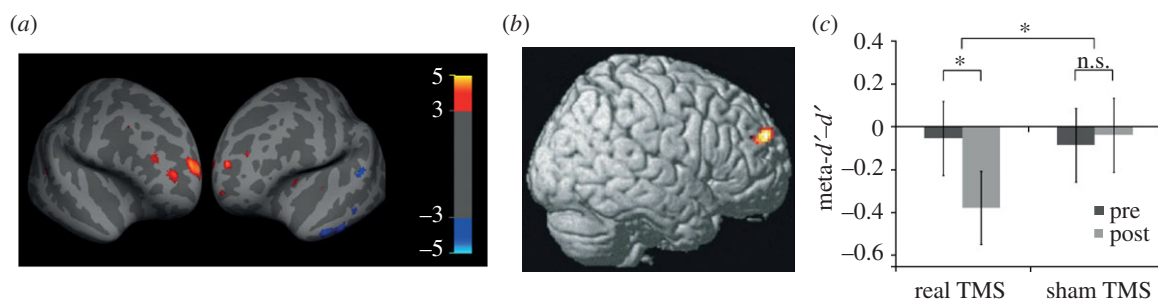 (a)
5
3
–3
–5
(b)
(c)
0.4
0.2
0
–0.2
–0.4
–0.6
meta-d′–d′
*
*
n.s.
pre
post
real TMS
sham TMS